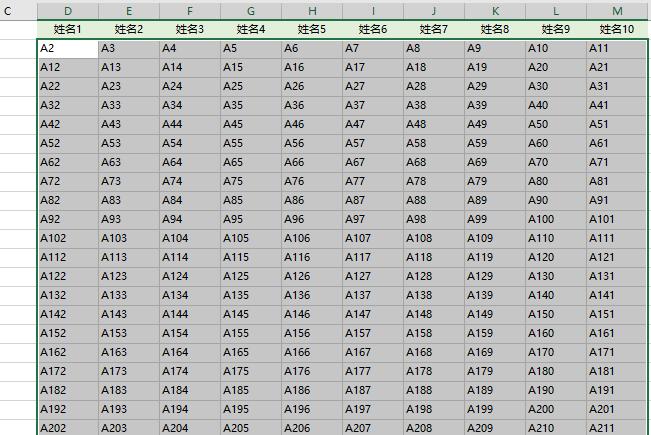 C D E F G H I J K L M
姓名1 姓名2 姓名3 姓名4 姓名5 姓名6 姓名7 姓名8 姓名9 姓名10
A2 A3 A4 A5 A6 A7 A8 A9 A10 A11
A12 A13 A14 A15 A16 A17 A18 A19 A20 A21
A22 A23 A24 A25 A26 A27 A28 A29 A30 A31
A32 A33 A34 A35 A36 A37 A38 A39 A40 A41
A42 A43 A44 A45 A46 A47 A48 A49 A50 A51
A52 A53 A54 A55 A56 A57 A58 A59 A60 A61
A62 A63 A64 A65 A66 A67 A68 A69 A70 A71
A72 A73 A74 A75 A76 A77 A78 A79 A80 A81
A82 A83 A84 A85 A86 A87 A88 A89 A90 A91
A92 A93 A94 A95 A96 A97 A98 A99 A100 A101
A102 A103 A104 A105 A106 A107 A108 A109 A110 A111
A112 A113 A114 A115 A116 A117 A118 A119 A120 A121
A122 A123 A124 A125 A126 A127 A128 A129 A130 A131
A132 A133 A134 A135 A136 A137 A138 A139 A140 A141
A142 A143 A144 A145 A146 A147 A148 A149 A150 A151
A152 A153 A154 A155 A156 A157 A158 A159 A160 A161
A162 A163 A164 A165 A166 A167 A168 A169 A170 A171
A172 A173 A174 A175 A176 A177 A178 A179 A180 A181
A182 A183 A184 A185 A186 A187 A188 A189 A190 A191
A192 A193 A194 A195 A196 A197 A198 A199 A200 A201
A202 A203 A204 A205 A206 A207 A208 A209 A210 A211